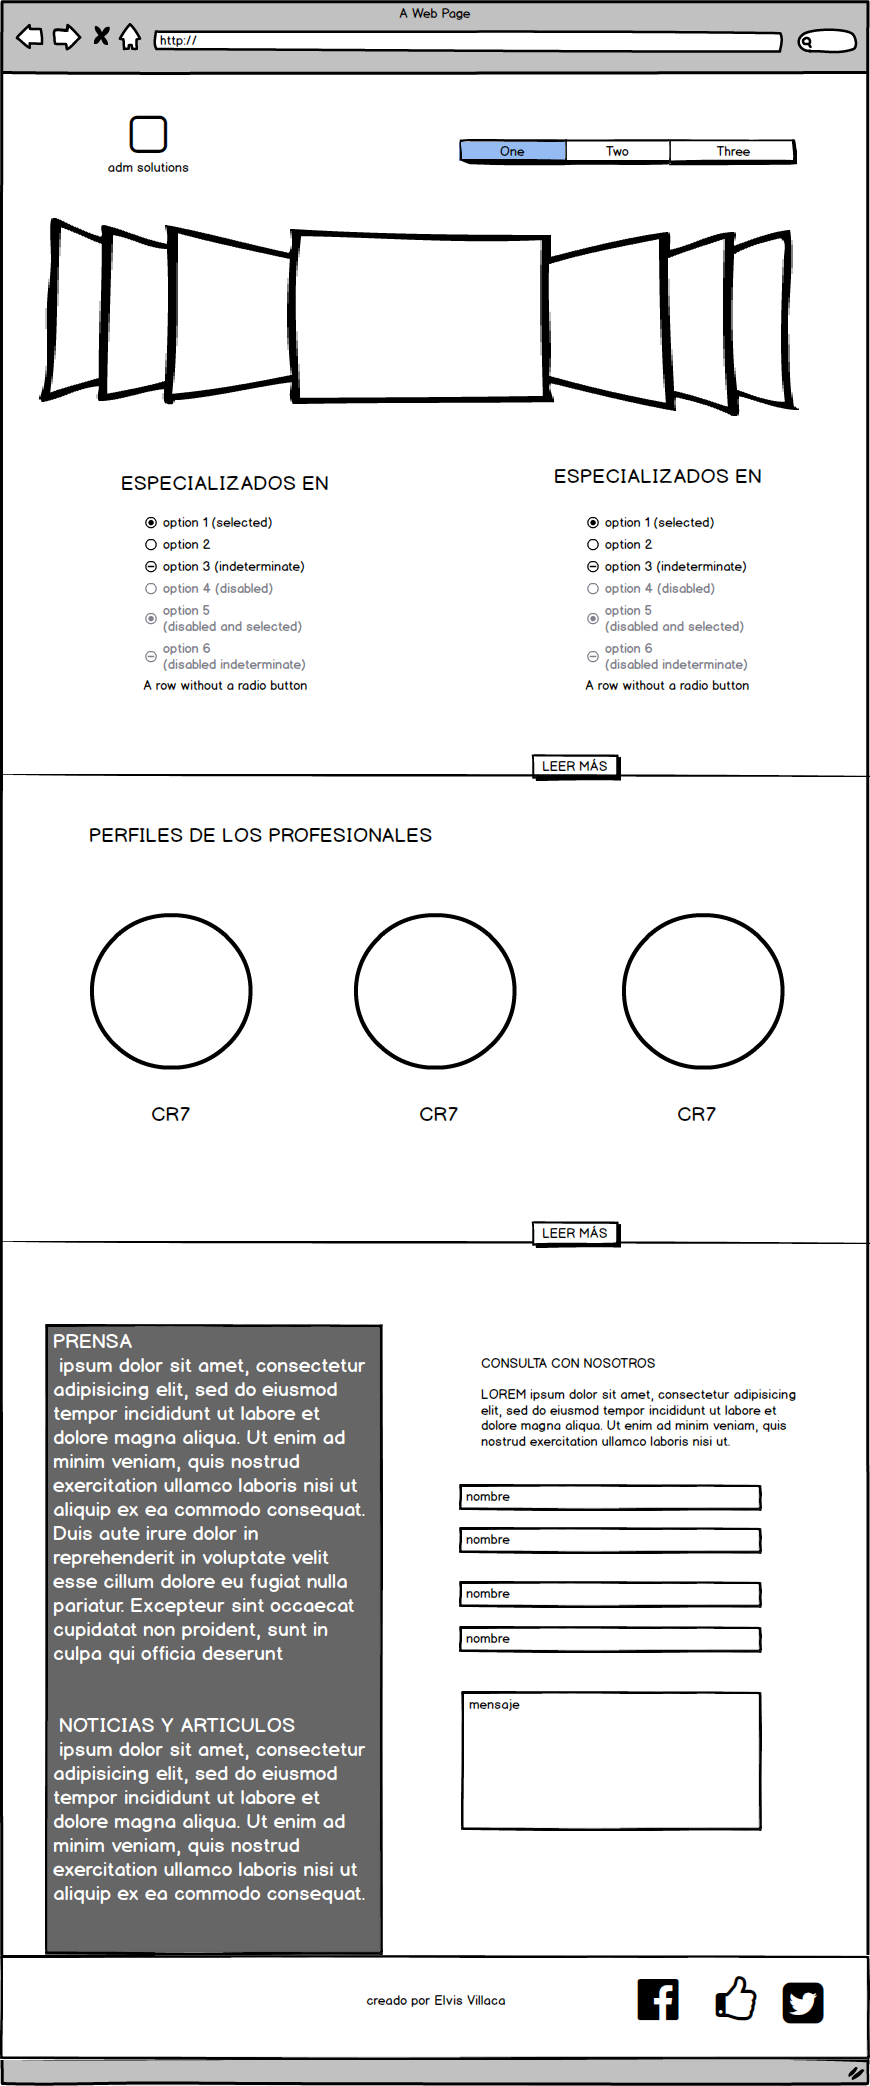 A Web Page
http://
adm solutions
One
Two
Three
ESPECIALIZADOS EN
option 1 (selected)
option 2
option 3 (indeterminate)
option 4 (disabled)
option 5
(disabled and selected)
option 6
(disabled indeterminate)
A row without a radio button
ESPECIALIZADOS EN
option 1 (selected)
option 2
option 3 (indeterminate)
option 4 (disabled)
option 5
(disabled and selected)
option 6
(disabled indeterminate)
A row without a radio button
LEER MÁS
PERFILES DE LOS PROFESIONALES
CR7
CR7
CR7
LEER MÁS
PRENSA
ipsum dolor sit amet, consectetur
adipisicing elit, sed do eiusmod
tempor incididunt ut labore et
dolore magna aliqua. Ut enim ad
minim veniam, quis nostrud
exercitation ullamco laboris nisi ut
aliquip ex ea commodo consequat.
Duis aute irure dolor in
reprehenderit in voluptate velit
esse cillum dolore eu fugiat nulla
pariatur. Excepteur sint occaecat
cupidatat non proident, sunt in
culpa qui officia deserunt
NOTICIAS Y ARTICULOS
ipsum dolor sit amet, consectetur
adipisicing elit, sed do eiusmod
tempor incididunt ut labore et
dolore magna aliqua. Ut enim ad
minim veniam, quis nostrud
exercitation ullamco laboris nisi ut
aliquip ex ea commodo consequat.
CONSULTA CON NOSOTROS
LOREM ipsum dolor sit amet, consectetur adipisicing
elit, sed do eiusmod tempor incididunt ut labore et
dolore magna aliqua. Ut enim ad minim veniam, quis
nostrud exercitation ullamco laboris nisi ut.
nombre
nombre
nombre
nombre
mensaje
creado por Elvis Villaca